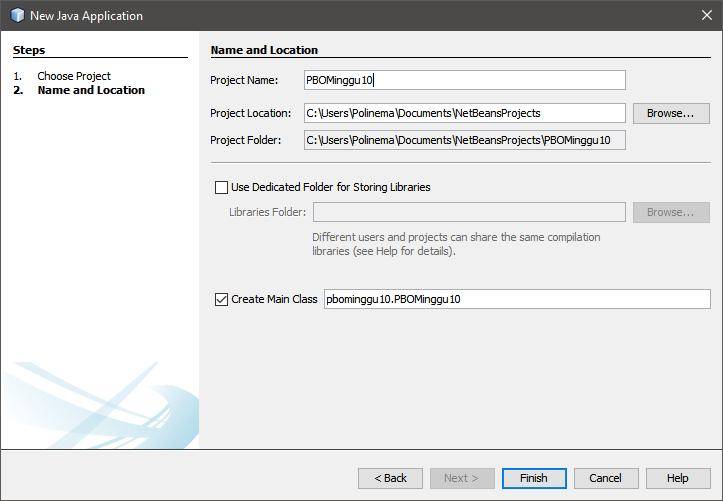 New Java Application
Steps
1. Choose Project
2. Name and Location
Name and Location
Project Name: PBOMinggu10
Project Location: C:\Users\Polinema\Documents\NetBeansProjects Browse...
Project Folder: C:\Users\Polinema\Documents\NetBeansProjects\PBOMinggu10
Use Dedicated Folder for Storing Libraries
Libraries Folder: Browse...
Different users and projects can share the same compilation
libraries (see Help for details).
Create Main Class pbominggu10.PBOMinggu10
< Back Next > Finish Cancel Help